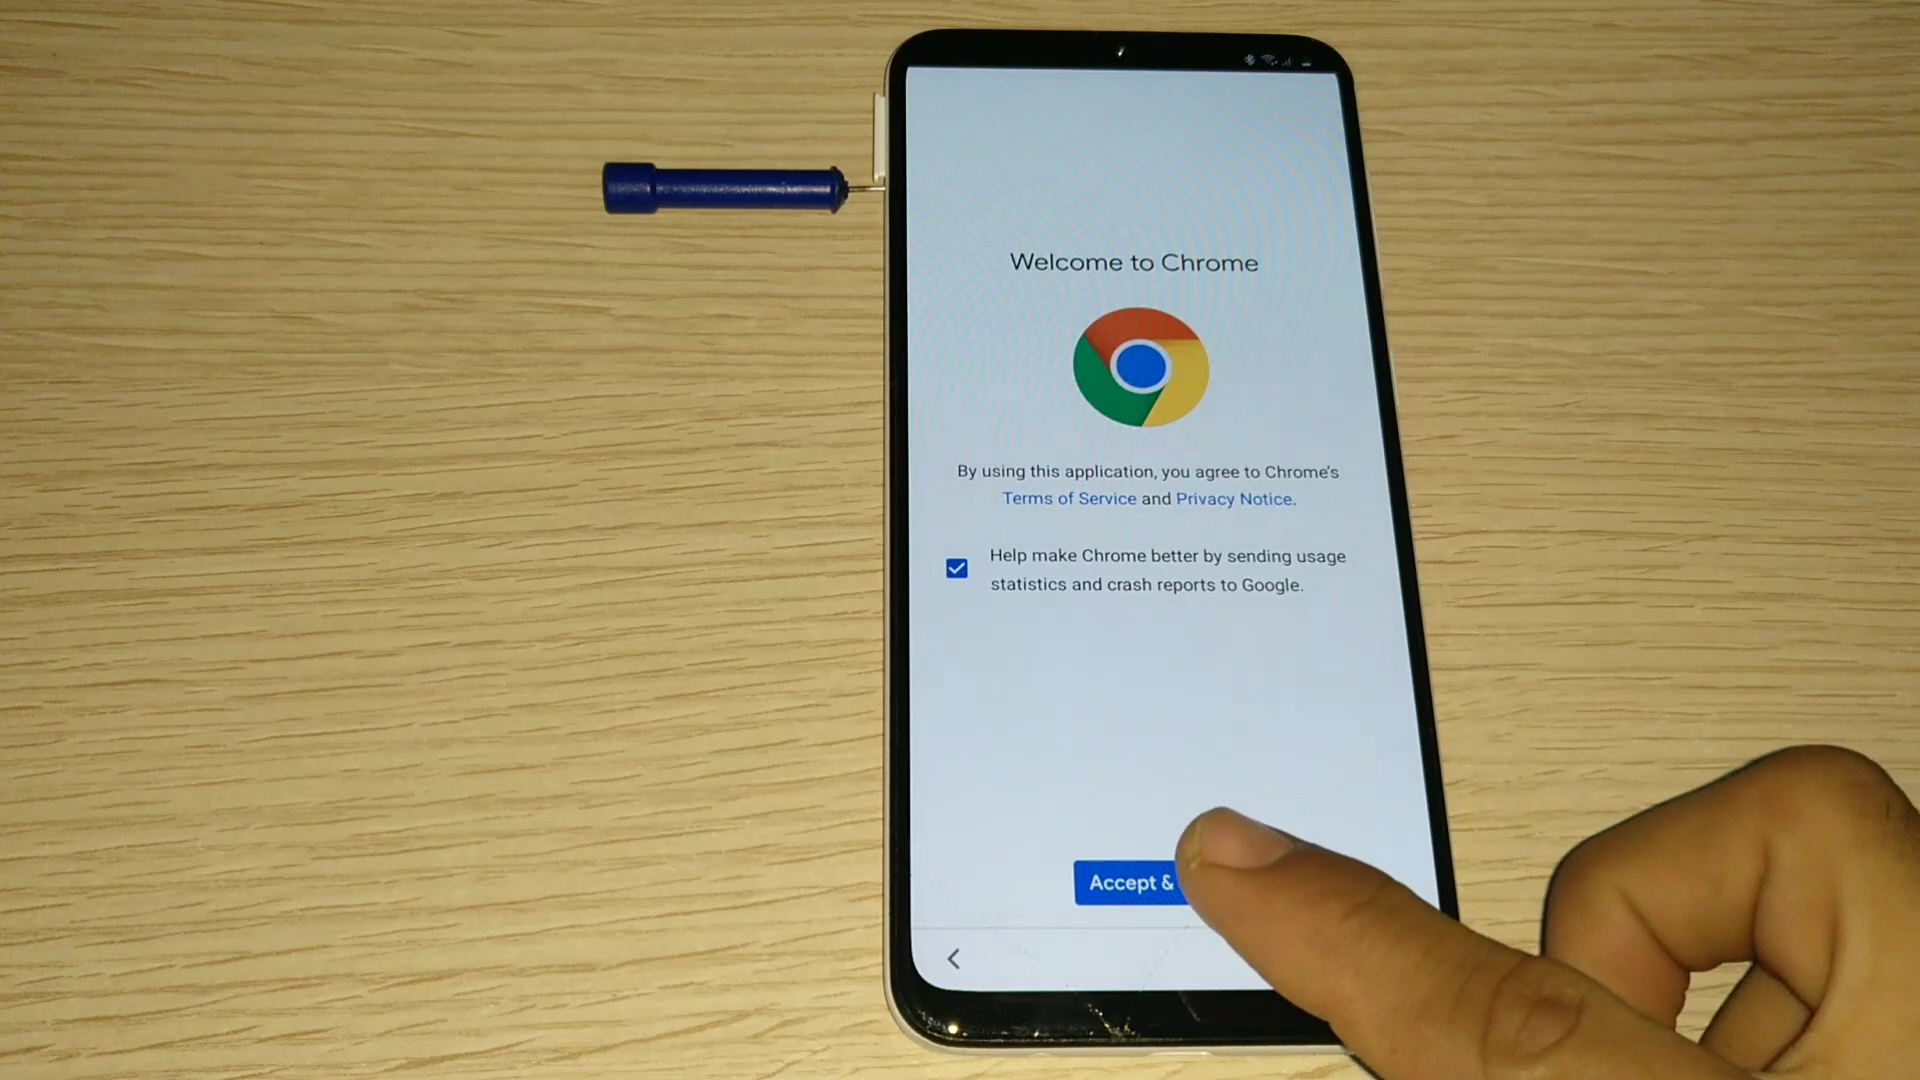 Welcome to Chrome
By using this application, you agree to Chrome's
Terms of Service and Privacy Notice.
Help make Chrome better by sending usage
statistics and crash reports to Google.
Accept &